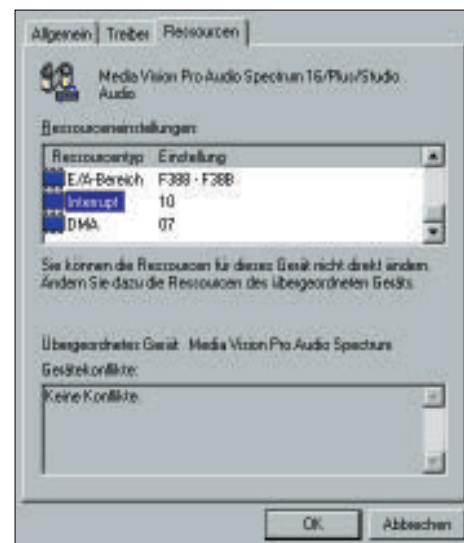 Allgemein Treiber Ressourcen
Media Vision Pro Audio Spectrum 16/Plus/Studio
Audio
Ressourceneinstellungen:
Ressourcentyp Einstellung
E/A-Bereich F388 - F38B
Interrupt 10
DMA 07
Sie können die Ressourcen für dieses Gerät nicht direkt ändern.
Ändern Sie dazu die Ressourcen des übergeordneten Geräts.
Übergeordnetes Gerät: Media Vision Pro Audio Spectrum
Gerätekonflikte:
Keine Konflikte.
OK Abbrechen